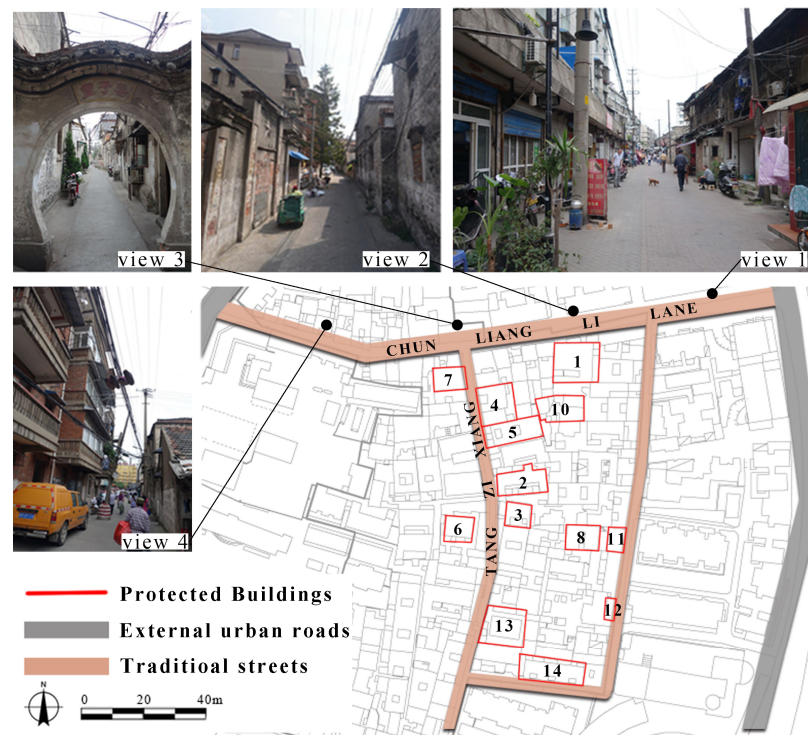 view 3
view 2
view 1
view 4
CHUN LIANG LI LANE
TANG ZI XIANG
1
7
4
10
5
2
3
6
8
11
12
13
14
Protected Buildings
External urban roads
Traditioal streets
N
0 20 40m